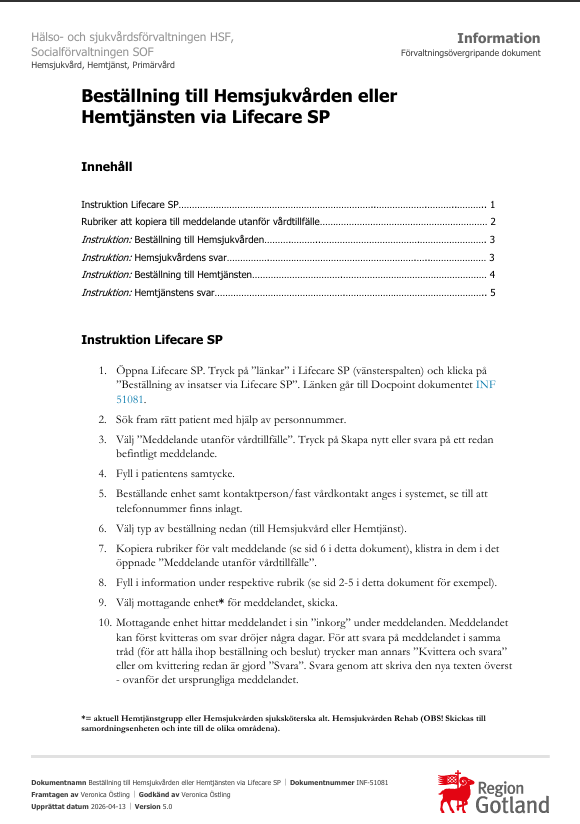 Hälso- och sjukvårdsförvaltningen HSF,
Socialförvaltningen SOF
Hemsjukvård, Hemtjänst, Primärvård
Information
Förvaltningsövergripande dokument
Beställning till Hemsjukvården eller
Hemtjänsten via Lifecare SP
Innehåll
Instruktion Lifecare SP.................................................................................................... 1
Rubriker att kopiera till meddelande utanför vårdtillfälle......................................................... 2
Instruktion: Beställning till Hemsjukvården........................................................................... 3
Instruktion: Hemsjukvårdens svar....................................................................................... 3
Instruktion: Beställning till Hemtjänsten............................................................................... 4
Instruktion: Hemtjänstens svar........................................................................................... 5
Instruktion Lifecare SP
1. Öppna Lifecare SP. Tryck på ”länkar” i Lifecare SP (vänsterspalten) och klicka på
”Beställning av insatser via Lifecare SP”. Länken går till Docpoint dokumentet INF
51081.
2. Sök fram rätt patient med hjälp av personnummer.
3. Välj ”Meddelande utanför vårdtillfälle”. Tryck på Skapa nytt eller svara på ett redan
befintligt meddelande.
4. Fyll i patientens samtycke.
5. Beställande enhet samt kontaktperson/fast vårdkontakt anges i systemet, se till att
telefonnummer finns inlagt.
6. Välj typ av beställning nedan (till Hemsjukvård eller Hemtjänst).
7. Kopiera rubriker för valt meddelande (se sid 6 i detta dokument), klistra in dem i det
öppnade ”Meddelande utanför vårdtillfälle”.
8. Fyll i information under respektive rubrik (se sid 2-5 i detta dokument för exempel).
9. Välj mottagande enhet* för meddelandet, skicka.
10. Mottagande enhet hittar meddelandet i sin ”inkorg” under meddelanden. Meddelandet
kan först kvitteras om svar dröjer några dagar. För att svara på meddelandet i samma
tråd (för att hålla ihop beställning och beslut) trycker man annars ”Kvittera och svara”
eller om kvittering redan är gjord ”Svara”. Svara genom att skriva den nya texten överst
- ovanför det ursprungliga meddelandet.
*= aktuell Hemtjänstgrupp eller Hemsjukvården sjuksköterska alt. Hemsjukvården Rehab (OBS! Skickas till
samordningsenheten och inte till de olika områdena).
Dokumentnamn Beställning till Hemsjukvården eller Hemtjänsten via Lifecare SP | Dokumentnummer INF-51081
Framtagen av Veronica Östling | Godkänd av Veronica Östling
Upprättat datum 2026-04-13 | Version 5.0
Region
Gotland